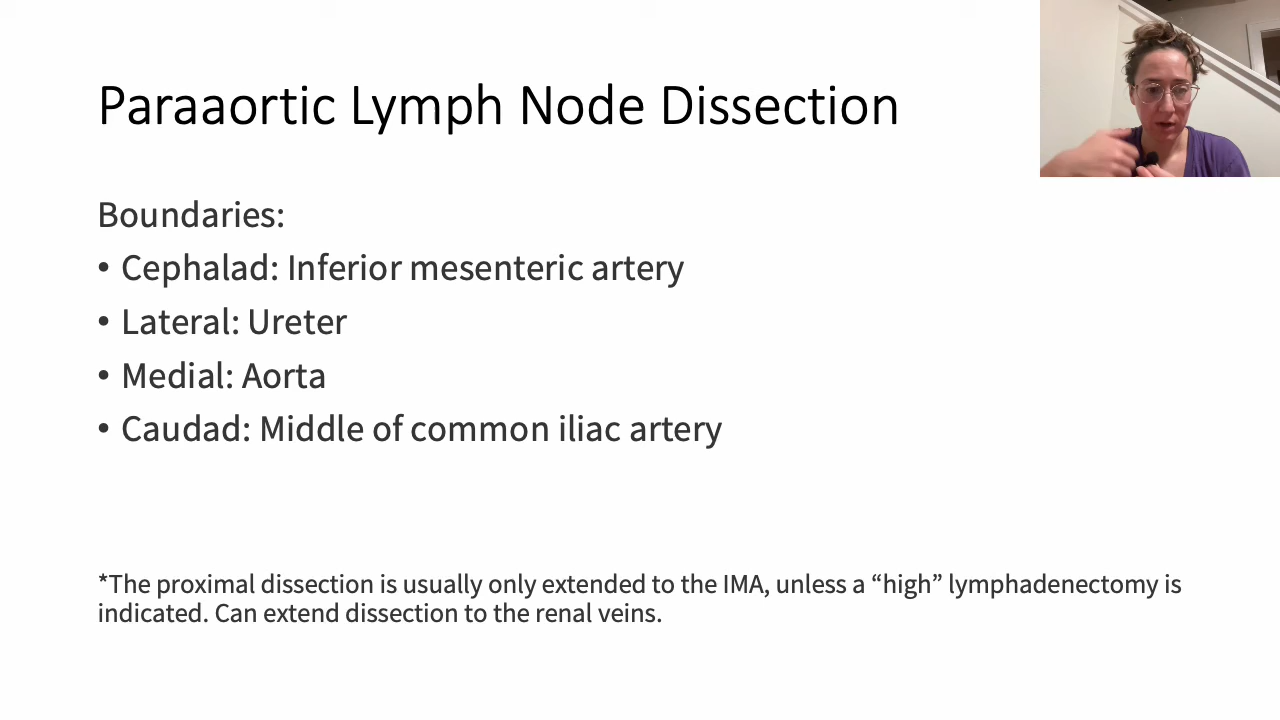 Paraaortic Lymph Node Dissection
Boundaries:
• Cephalad: Inferior mesenteric artery
• Lateral: Ureter
• Medial: Aorta
• Caudad: Middle of common iliac artery
*The proximal dissection is usually only extended to the IMA, unless a “high” lymphadenectomy is
indicated. Can extend dissection to the renal veins.